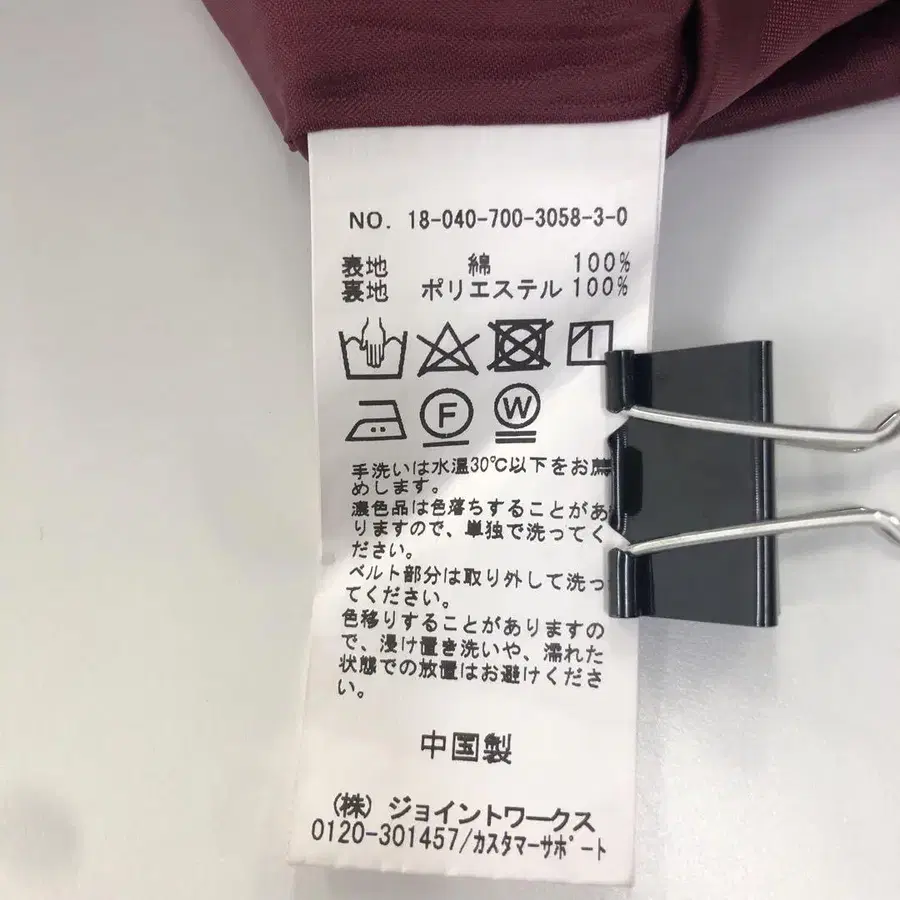 NO. 18-040-700-3058-3-0
表地 綿 100%
裏地 ポリエステル 100%
F W
手洗いは水温30℃以下をお薦
めします。
濃色品は色落ちすることがあ
りますので、単独で洗ってく
ださい。
ベルト部分は取り外して洗っ
てください。
色移りすることがありますの
で、浸け置き洗いや、濡れた
状態での放置はお避けくださ
い。
中国製
(株) ジョイントワークス
0120-301457/カスタマーサポート